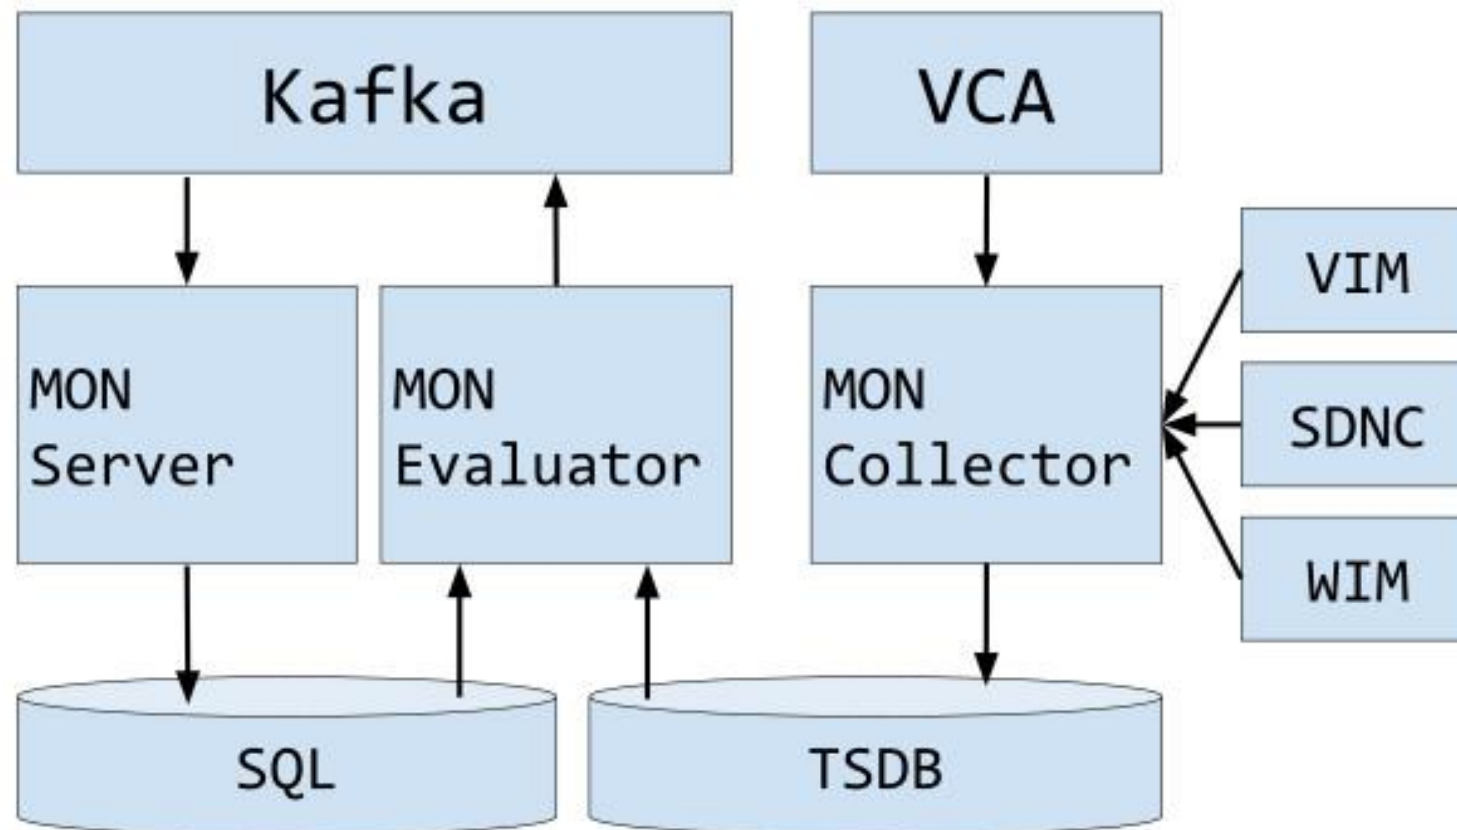 Kafka
VCA
MON
Server
MON
Evaluator
MON
Collector
VIM
SDNC
WIM
SQL
TSDB